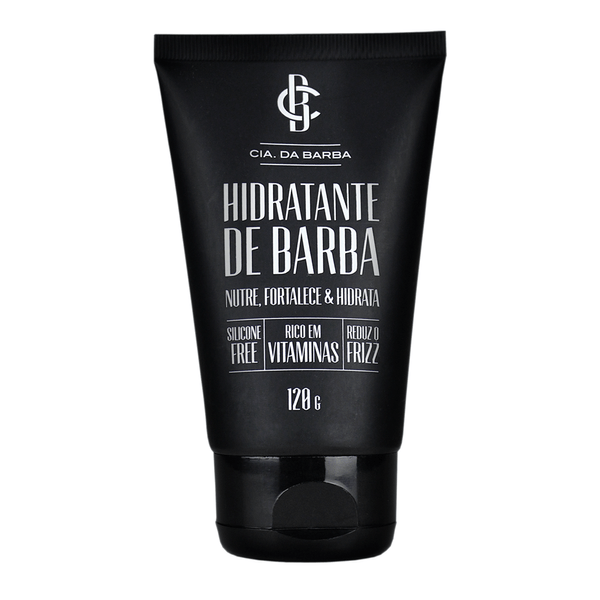 CIA. DA BARBA
HIDRATANTE
DE BARBA
NUTRE, FORTALECE & HIDRATA
SILICONE
FREE
RICO EM
VITAMINAS
REDUZ O
FRIZZ
120 G